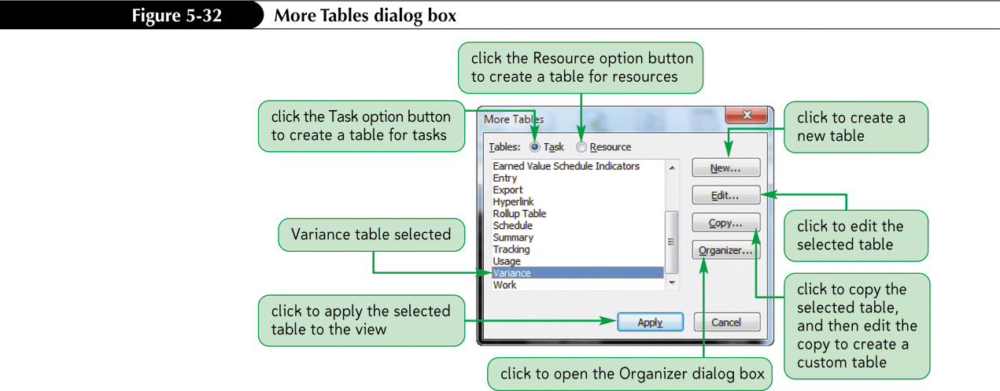 Figure 5-32 More Tables dialog box
click the Resource option button
to create a table for resources
click the Task option button
to create a table for tasks
click to create a
new table
More Tables
Tables: Task Resource
Earned Value Schedule Indicators
Entry
Export
Hyperlink
Rollup Table
Schedule
Summary
Tracking
Usage
Variance
Work
New...
Edit...
Copy...
Organizer...
Apply
Cancel
Variance table selected
click to edit the
selected table
click to apply the selected
table to the view
click to copy the
selected table,
and then edit the
copy to create a
custom table
click to open the Organizer dialog box